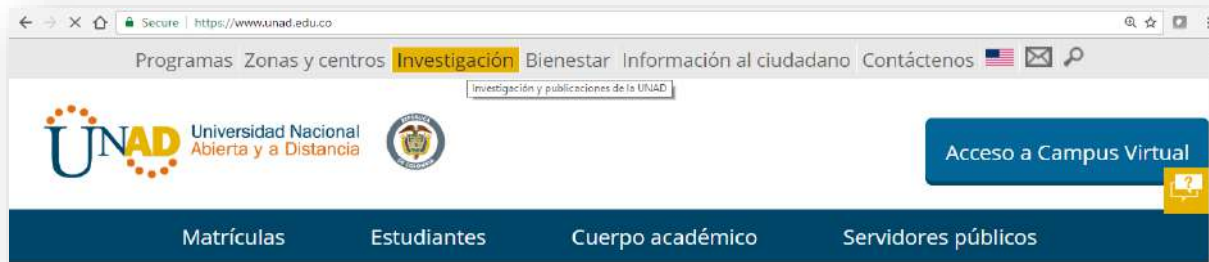 Secure | https://www.unad.edu.co
Programas Zonas y centros Investigación Bienestar Información al ciudadano Contáctenos
Investigación y publicaciones de la UNAD
UNAD Universidad Nacional
Abierta y a Distancia
Acceso a Campus Virtual
?
Matrículas Estudiantes Cuerpo académico Servidores públicos